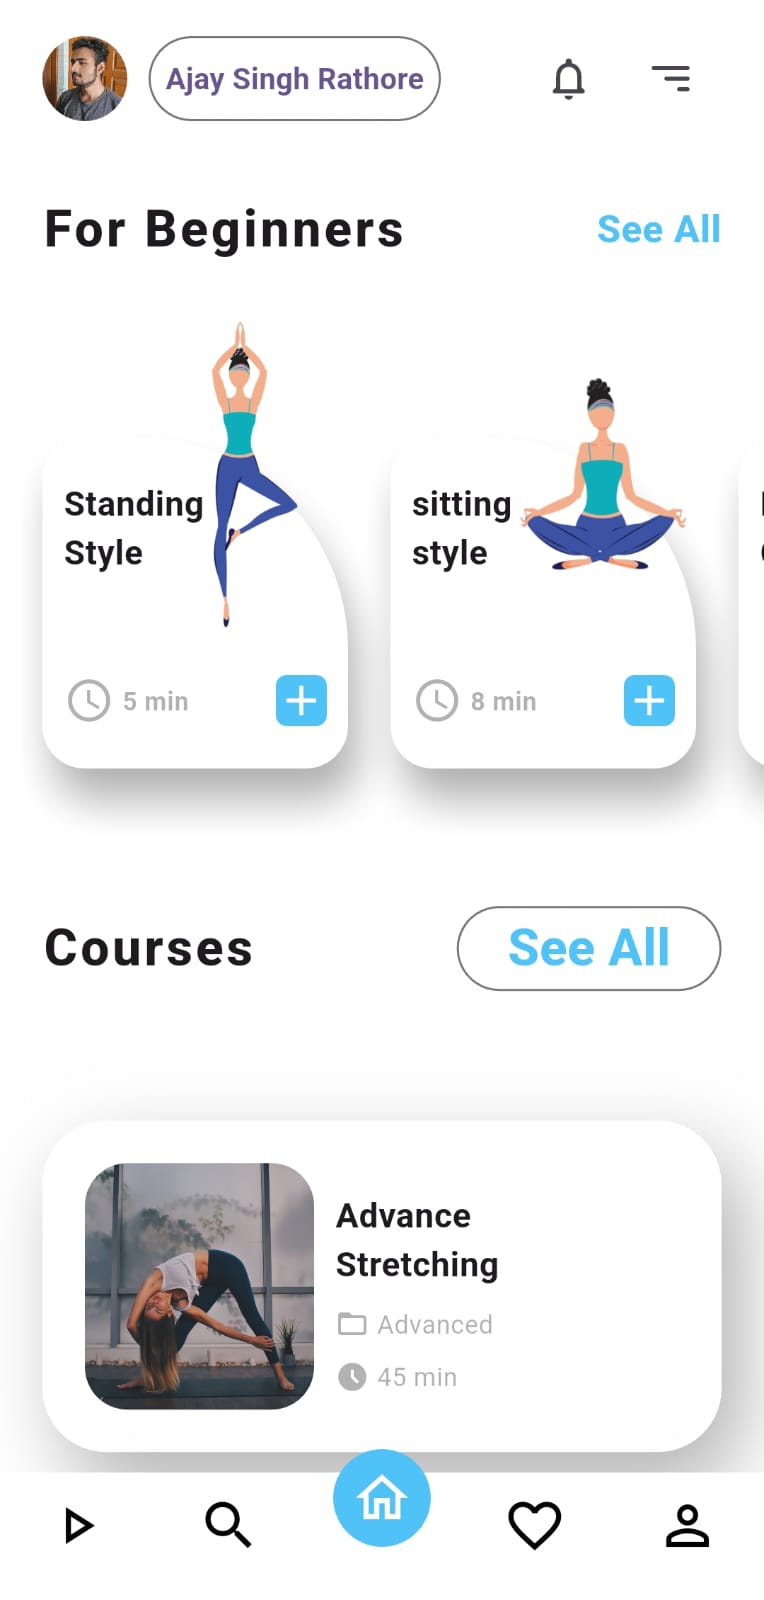 Ajay Singh Rathore
For Beginners
See All
Standing
Style
5 min
sitting
style
8 min
Courses
See All
Advance
Stretching
Advanced
45 min